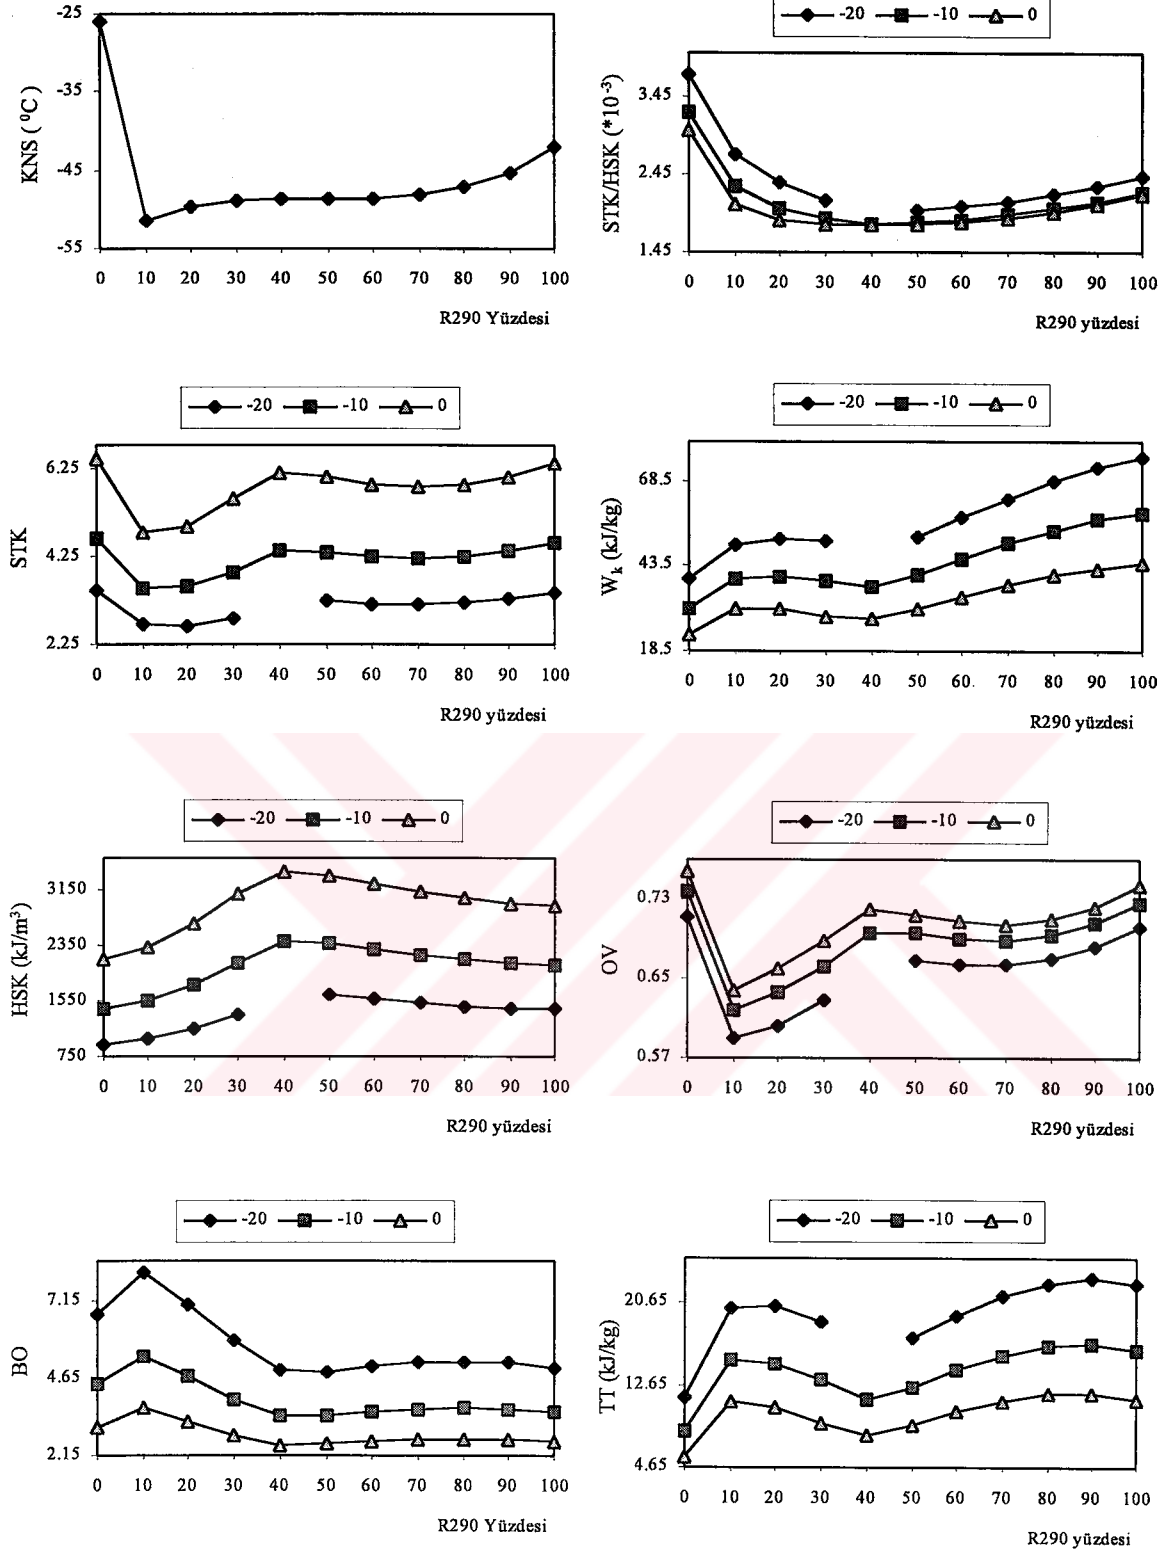 -25
-35
-45
-55
KNS ( ⁰C)
0 10 20 30 40 50 60 70 80 90 100
R290 Yüzdesi
-20 -10 0
3.45
2.45
1.45
STK/HSK (*10⁻³)
0 10 20 30 40 50 60 70 80 90 100
R290 yüzdesi
-20 -10 0
6.25
4.25
2.25
STK
0 10 20 30 40 50 60 70 80 90 100
R290 yüzdesi
-20 -10 0
68.5
43.5
18.5
Wₖ (kJ/kg)
0 10 20 30 40 50 60 70 80 90 100
R290 yüzdesi
-20 -10 0
3150
2350
1550
750
HSK (kJ/m³)
0 10 20 30 40 50 60 70 80 90 100
R290 yüzdesi
-20 -10 0
0.73
0.65
0.57
OV
0 10 20 30 40 50 60 70 80 90 100
R290 yüzdesi
-20 -10 0
7.15
4.65
2.15
BO
0 10 20 30 40 50 60 70 80 90 100
R290 Yüzdesi
-20 -10 0
20.65
12.65
4.65
TT (kJ/kg)
0 10 20 30 40 50 60 70 80 90 100
R290 yüzdesi